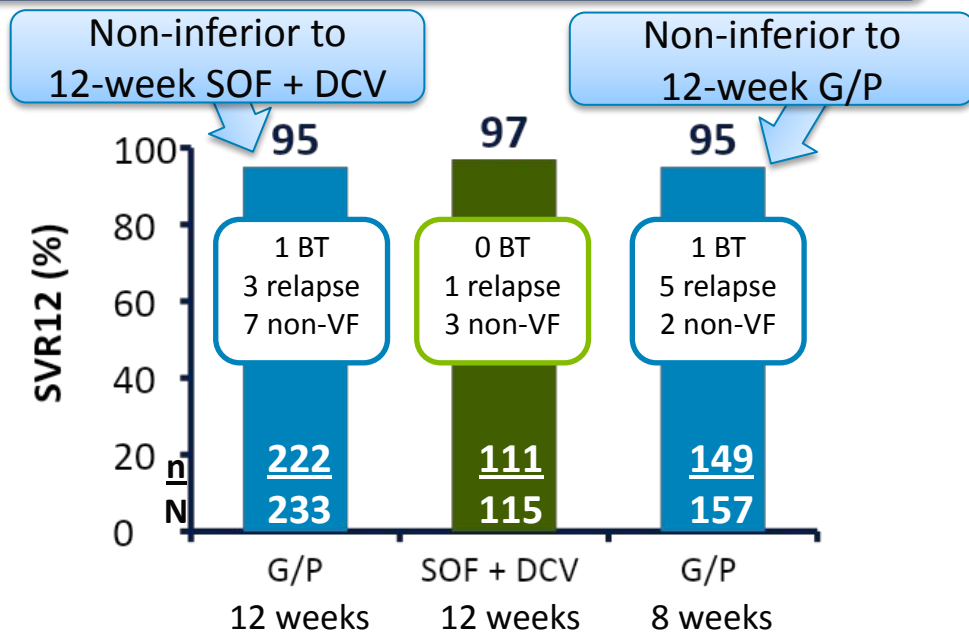 Non-inferior to
12-week SOF + DCV
Non-inferior to
12-week G/P
95
97
95
SVR12 (%)
100
80
60
40
20
0
1 BT
3 relapse
7 non-VF
0 BT
1 relapse
3 non-VF
1 BT
5 relapse
2 non-VF
n
N
222
233
111
115
149
157
G/P
12 weeks
SOF + DCV
12 weeks
G/P
8 weeks